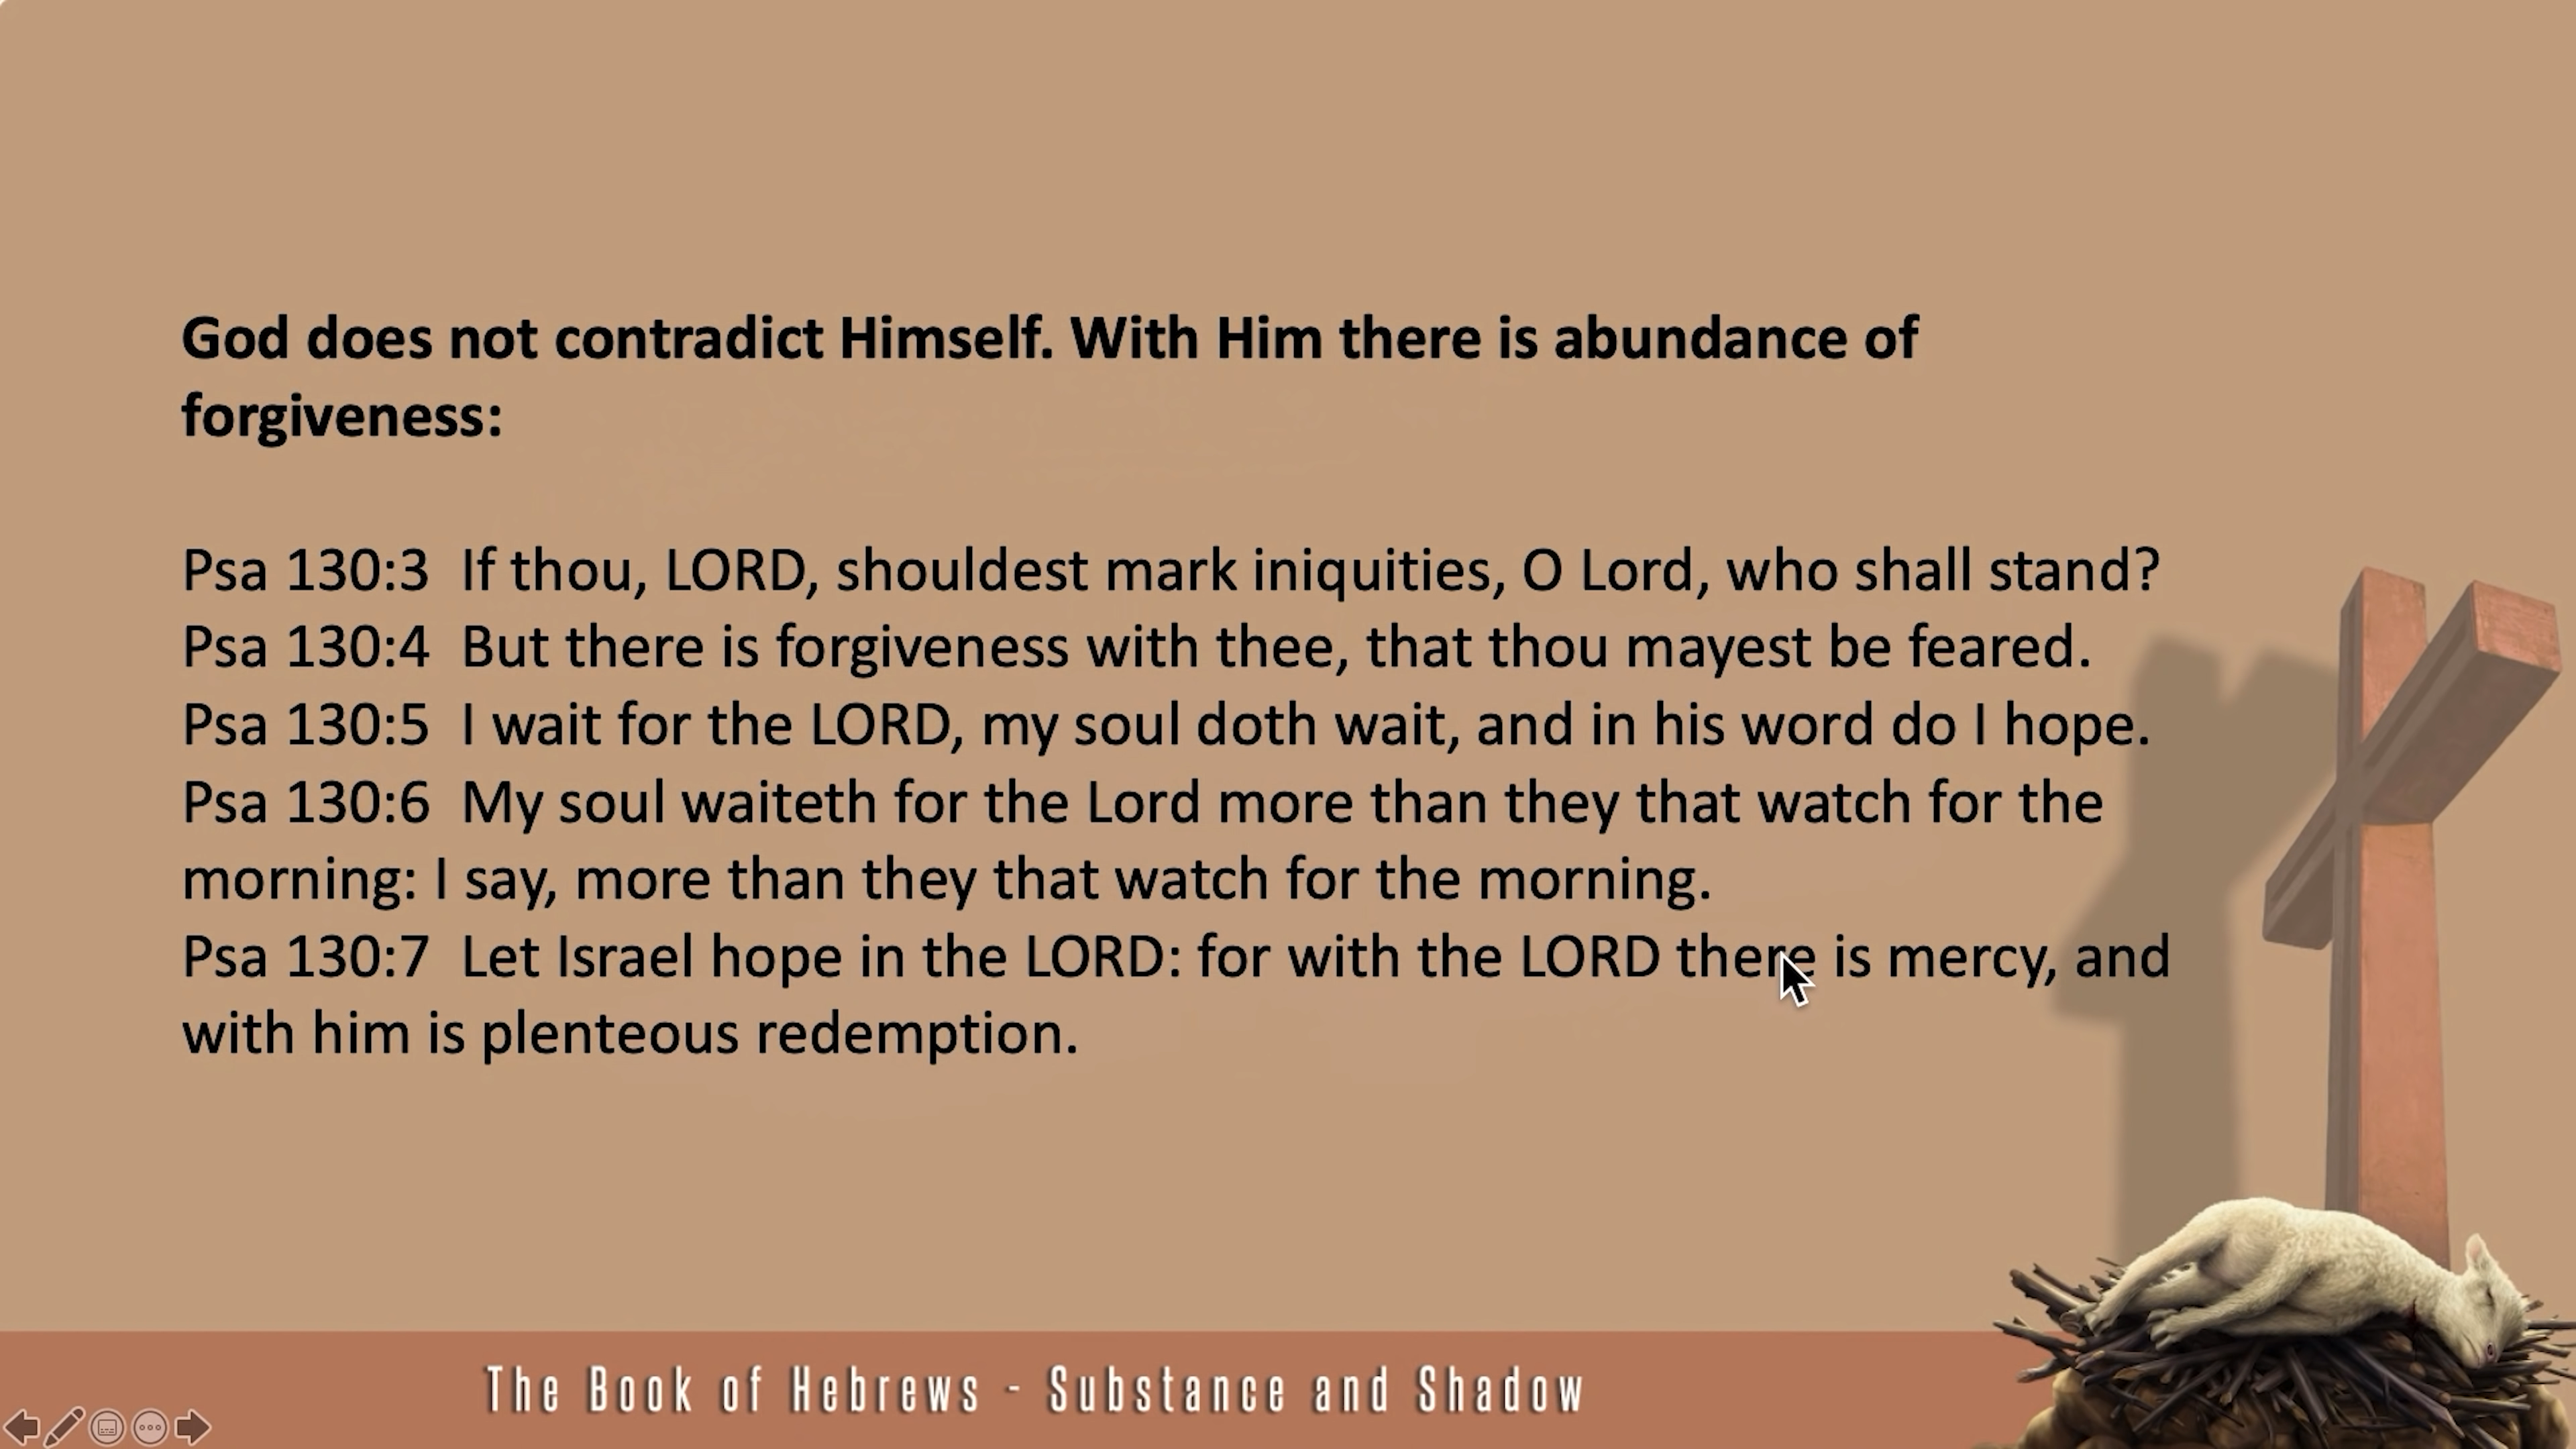 God does not contradict Himself. With Him there is abundance of
forgiveness:
Psa 130:3  If thou, LORD, shouldest mark iniquities, O Lord, who shall stand?
Psa 130:4  But there is forgiveness with thee, that thou mayest be feared.
Psa 130:5  I wait for the LORD, my soul doth wait, and in his word do I hope.
Psa 130:6  My soul waiteth for the Lord more than they that watch for the
morning: I say, more than they that watch for the morning.
Psa 130:7  Let Israel hope in the LORD: for with the LORD there is mercy, and
with him is plenteous redemption.
The Book of Hebrews - Substance and Shadow